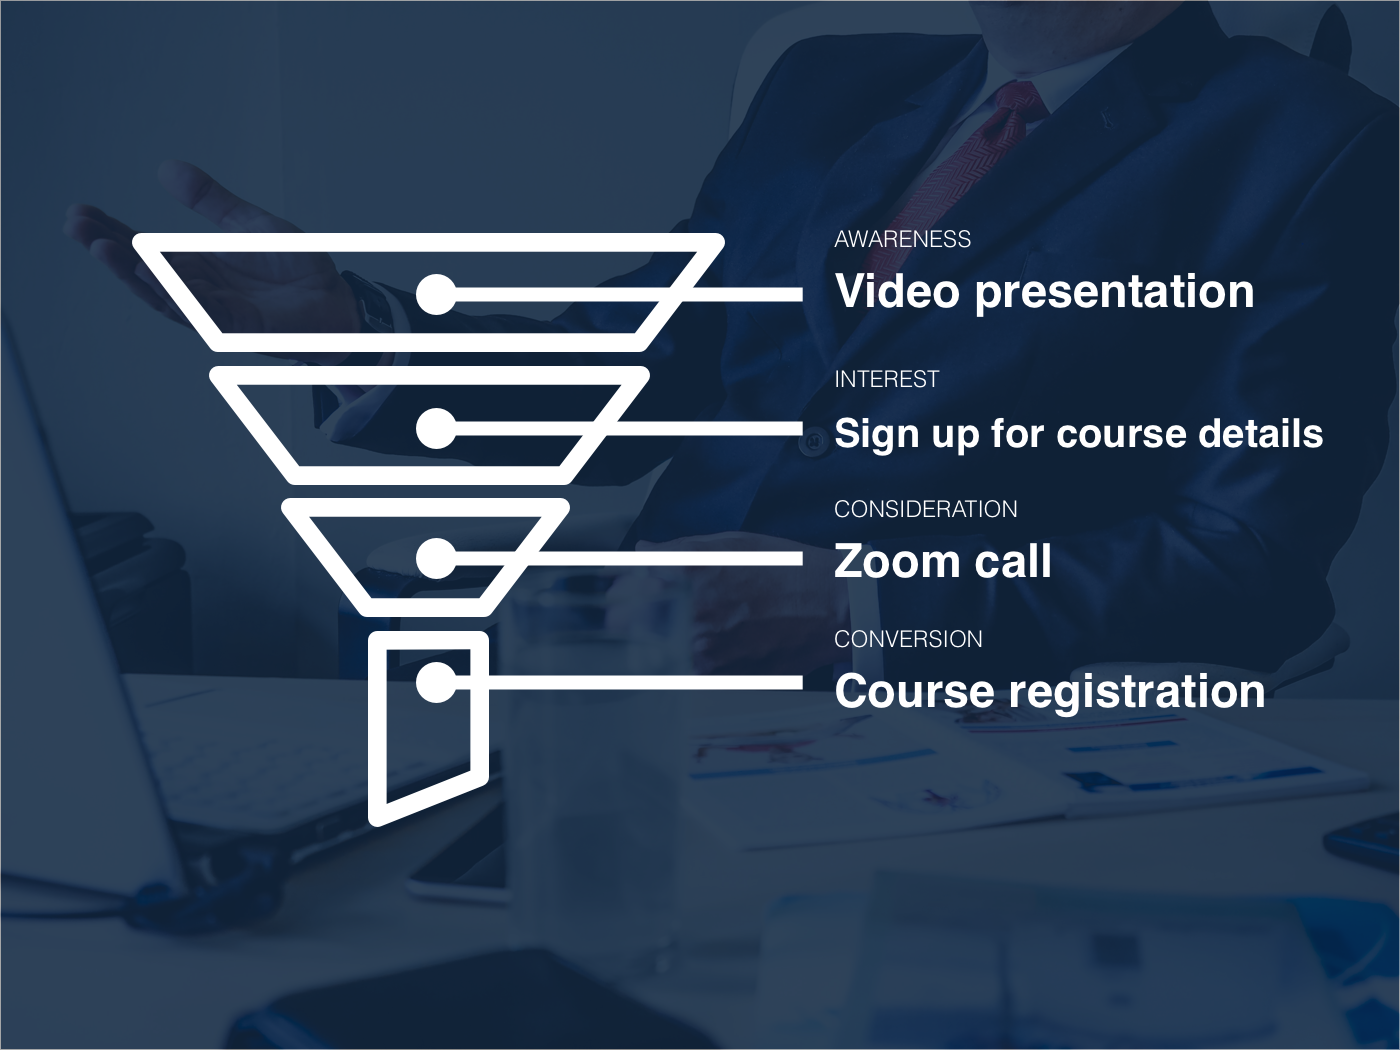 AWARENESS
Video presentation
INTEREST
Sign up for course details
CONSIDERATION
Zoom call
CONVERSION
Course registration